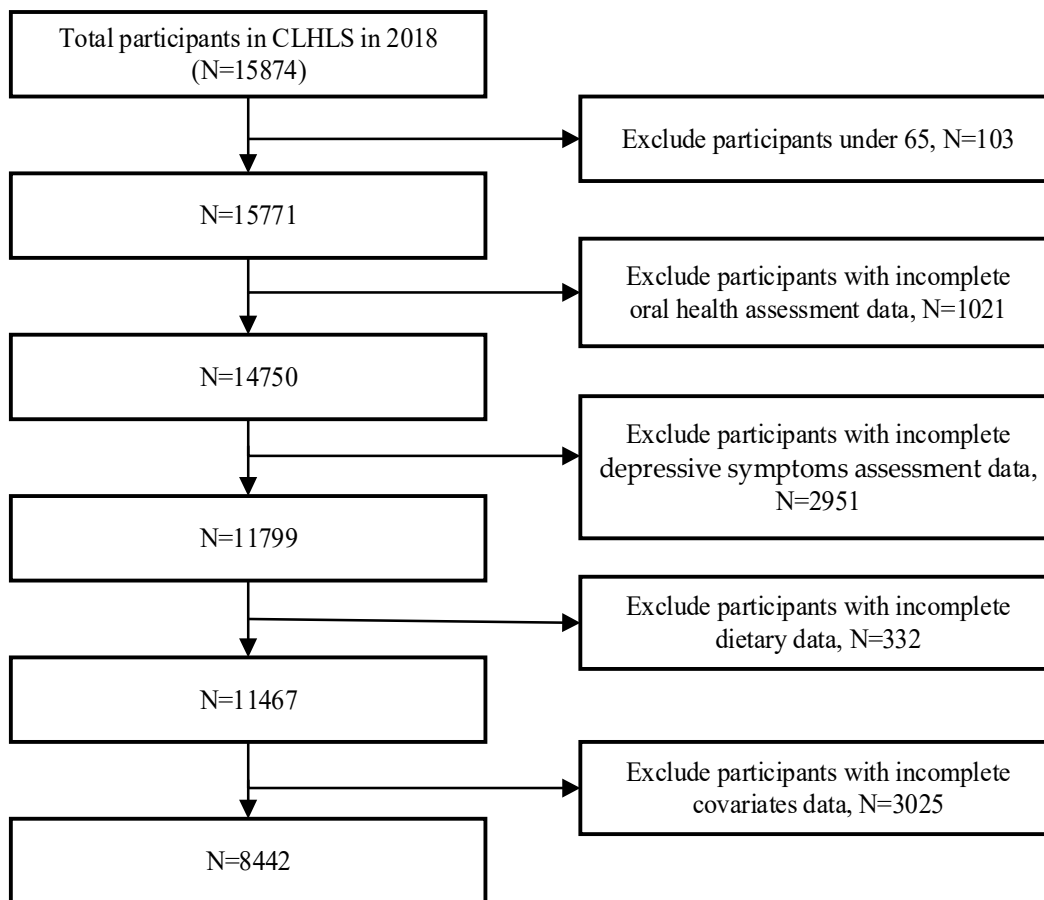 Total participants in CLHLS in 2018
(N=15874)
Exclude participants under 65, N=103
N=15771
Exclude participants with incomplete
oral health assessment data, N=1021
N=14750
Exclude participants with incomplete
depressive symptoms assessment data,
N=2951
N=11799
Exclude participants with incomplete
dietary data, N=332
N=11467
Exclude participants with incomplete
covariates data, N=3025
N=8442